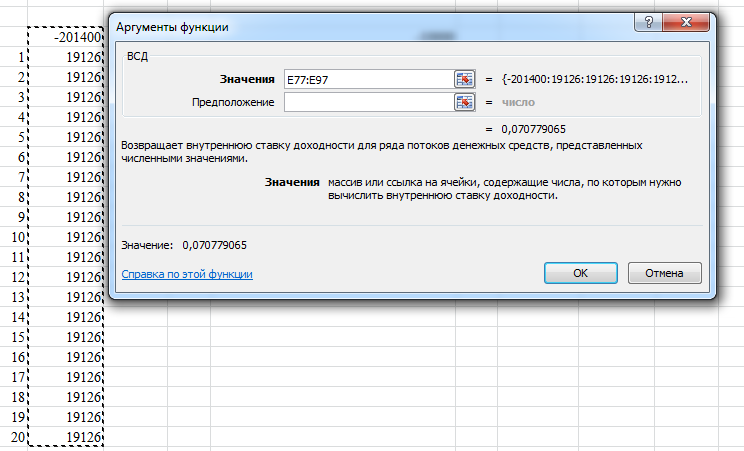 Аргументы функции
ВСД
Значения E77:E97 = {-201400:19126:19126:19126:1912...
Предположение = число
= 0,070779065
Возвращает внутреннюю ставку доходности для ряда потоков денежных средств, представленных
численными значениями.
Значения массив или ссылка на ячейки, содержащие числа, по которым нужно
вычислить внутреннюю ставку доходности.
Значение: 0,070779065
Справка по этой функции
OK Отмена
-201400
1 19126
2 19126
3 19126
4 19126
5 19126
6 19126
7 19126
8 19126
9 19126
10 19126
11 19126
12 19126
13 19126
14 19126
15 19126
16 19126
17 19126
18 19126
19 19126
20 19126